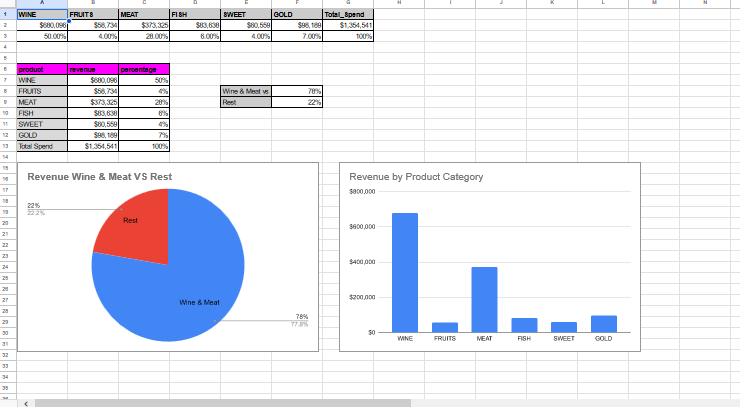 A B C D E F G H I J K L M N
1 WINE FRUITS MEAT FISH SWEET GOLD Total_Spend
2 $680,096 $58,734 $373,325 $83,638 $60,559 $98,189 $1,354,541
3 50.00% 4.00% 28.00% 6.00% 4.00% 7.00% 100%
4
5
6 product revenue parcentage
7 WINE $680,096 50%
8 FRUITS $58,734 4% Wine & Meat vs 78%
9 MEAT $373,325 28% Rest 22%
10 FISH $83,638 6%
11 SWEET $60,559 4%
12 GOLD $98,189 7%
13 Total Spend $1,354,541 100%
14
15
16 Revenue Wine & Meat VS Rest Revenue by Product Category
17 $800,000
18
19 22%
22.2%
20 Rest
21 $600,000
22
23
24 $400,000
25
26
27 $200,000
28 Wine & Meat
29 78%
77.8%
30 $0
31 WINE FRUITS MEAT FISH SWEET GOLD
32
33
34
35